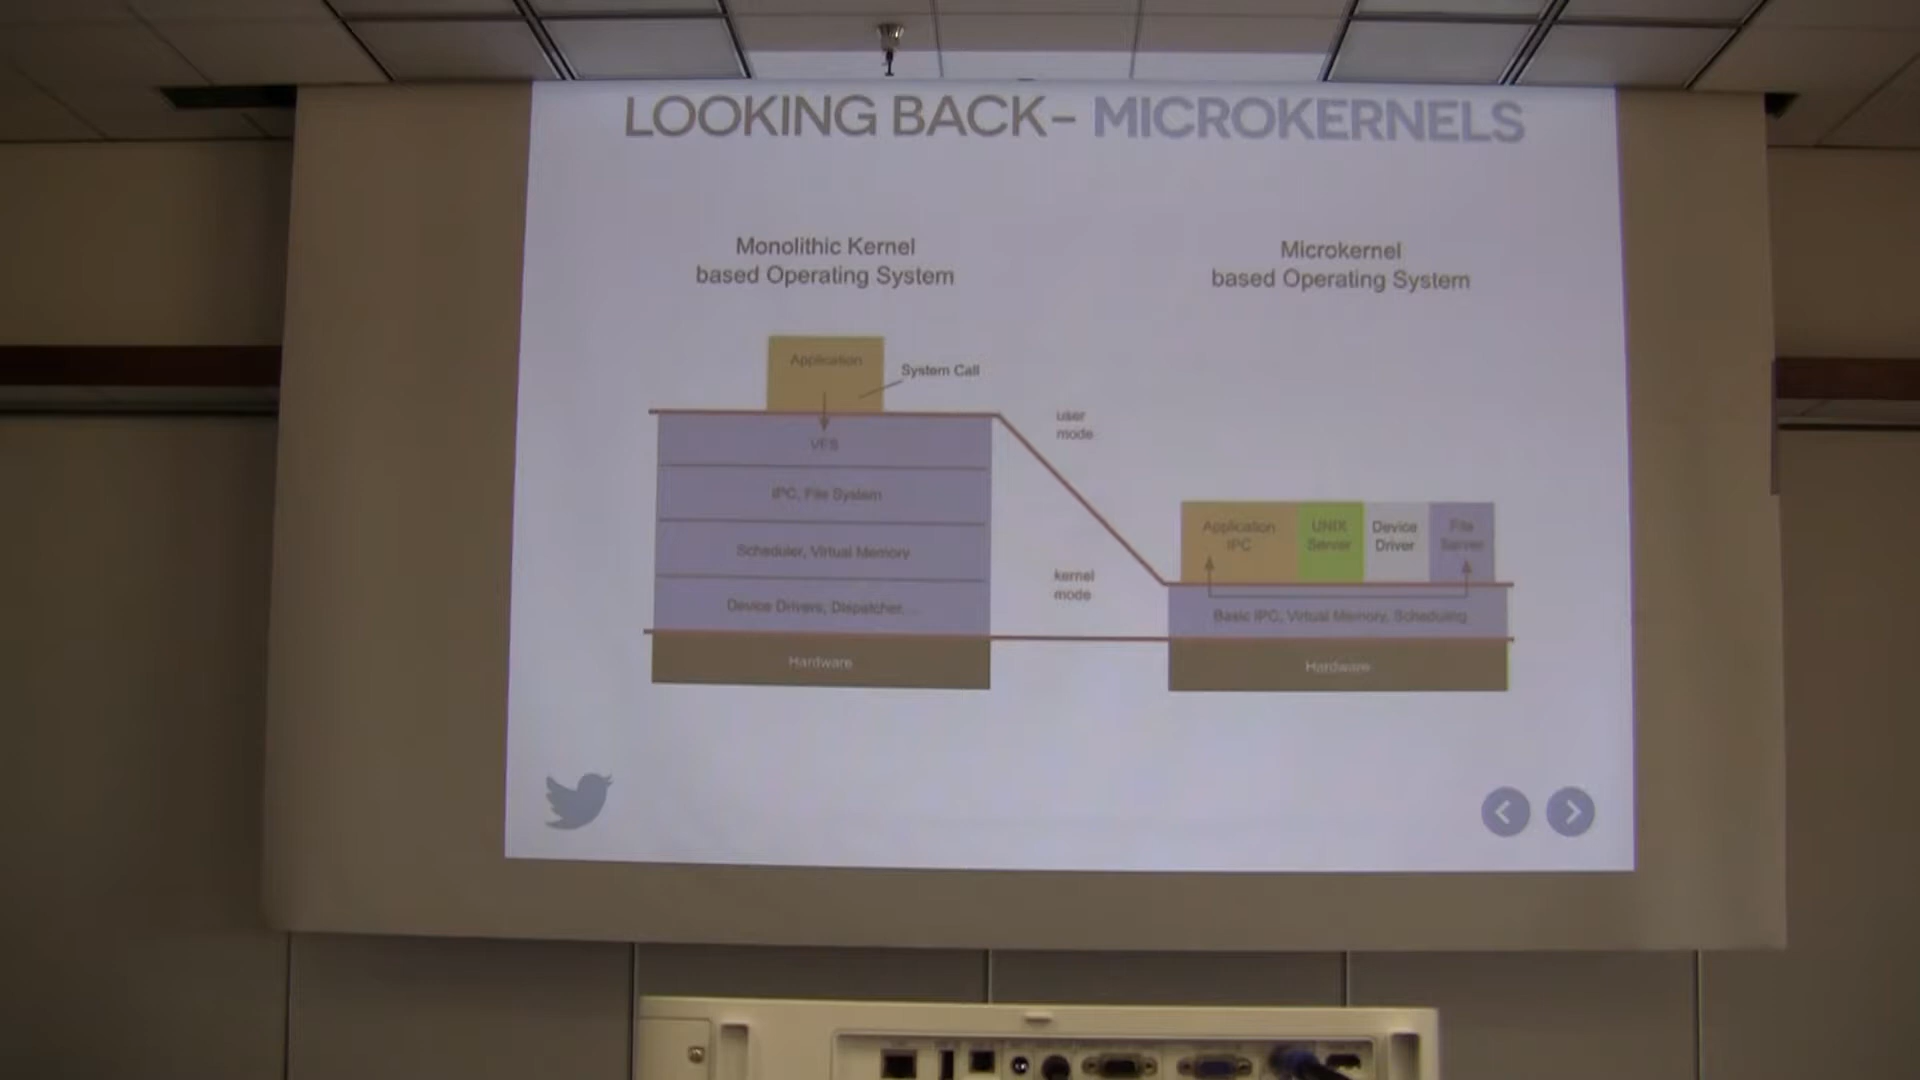 LOOKING BACK- MICROKERNELS
Monolithic Kernel
based Operating System
Microkernel
based Operating System
Application
System Call
user
mode
VFS
IPC, File System
Scheduler, Virtual Memory
Device Drivers, Dispatcher, ...
Hardware
kernel
mode
Application
IPC
UNIX
Server
Device
Driver
File
Server
Basic IPC, Virtual Memory, Scheduling
Hardware